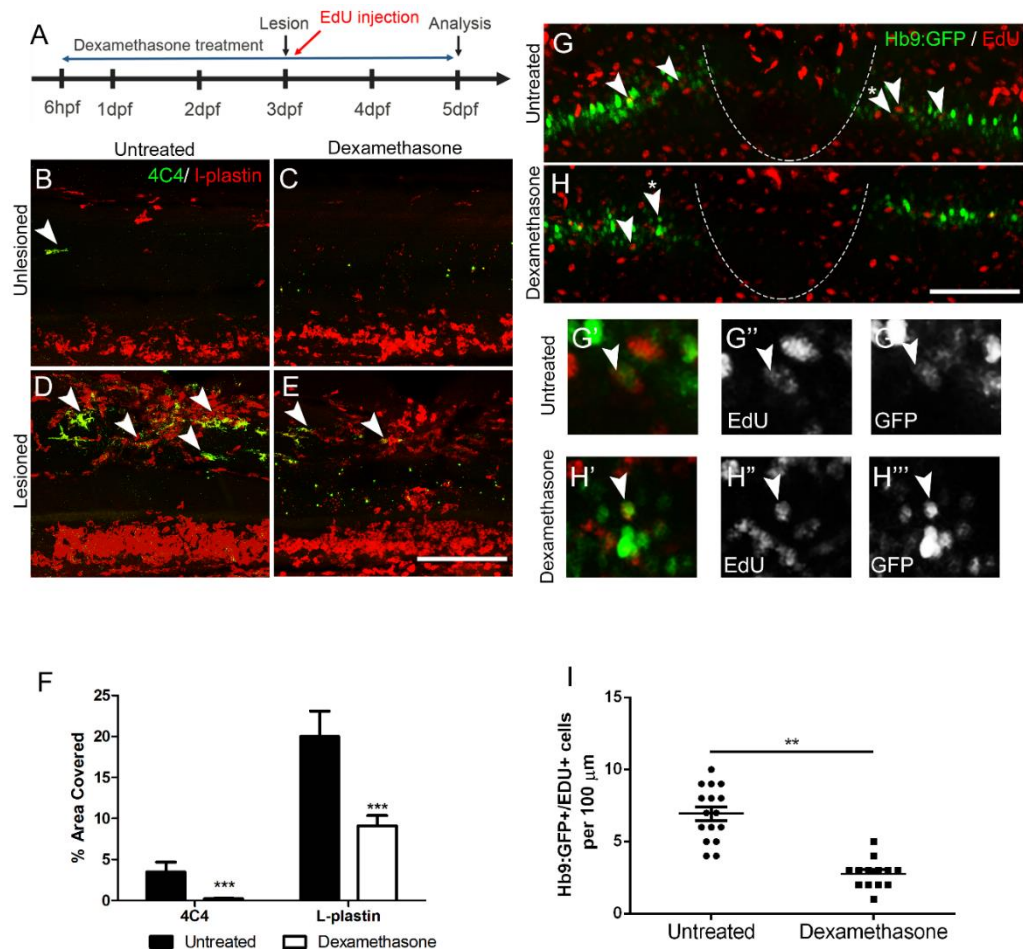 A
Lesion
EdU injection
Analysis
Dexamethasone treatment
6hpf 1dpf 2dpf 3dpf 4dpf 5dpf
Untreated
Dexamethasone
B
4C4/ l-plastin
C
Unlesioned
D
E
Lesioned
F
% Area Covered
25
20
15
10
5
0
***
***
4C4
L-plastin
Untreated
Dexamethasone
G
Hb9:GFP / EdU
*
Untreated
H
*
Dexamethasone
G'
G''
G'''
Untreated
EdU
GFP
H'
H''
H'''
Dexamethasone
EdU
GFP
I
Hb9:GFP+/EDU+ cells
per 100 μm
15
10
5
0
**
Untreated
Dexamethasone